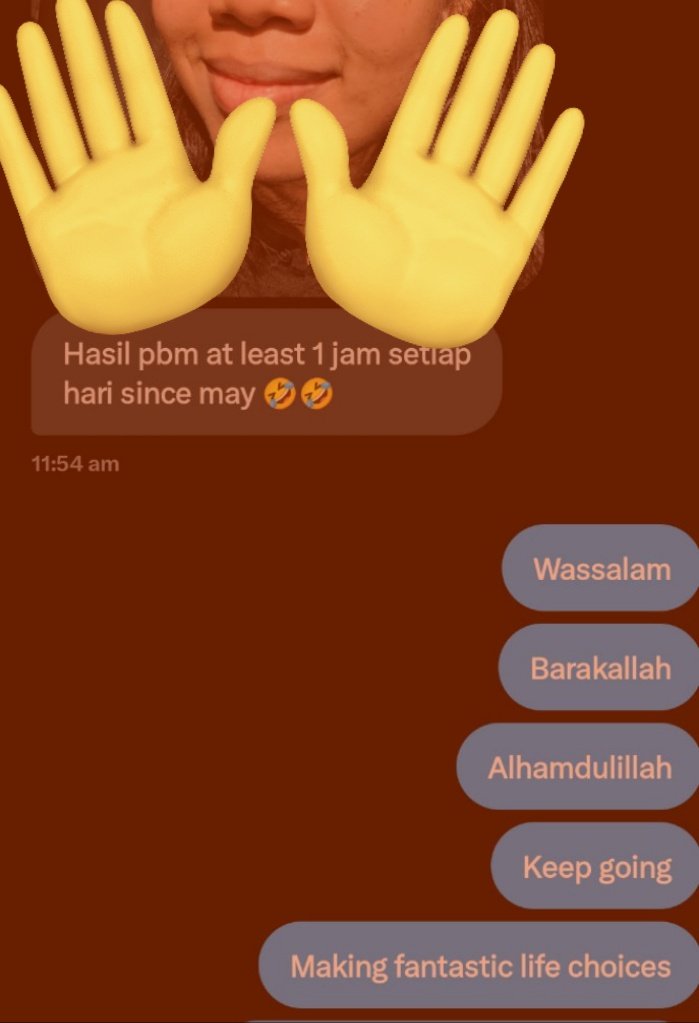 Hasil pbm at least 1 jam setiap
hari since may 🤣🤣
11:54 am
Wassalam
Barakallah
Alhamdulillah
Keep going
Making fantastic life choices